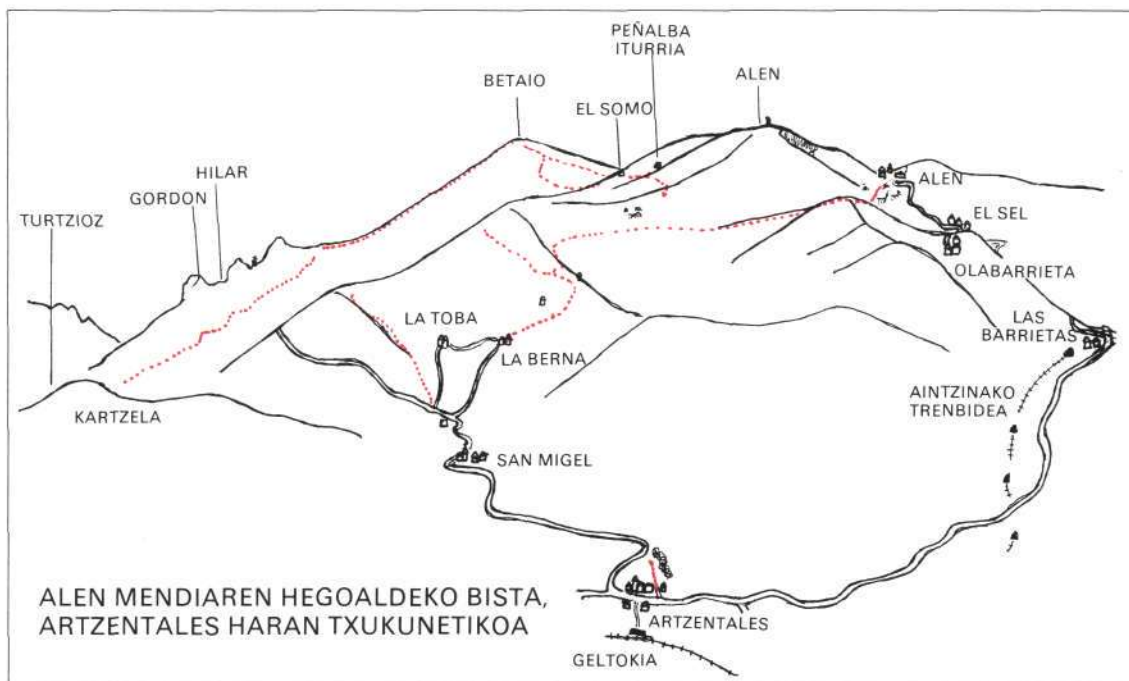 PEÑALBA
ITURRIA
BETAIO
ALEN
EL SOMO
HILAR
GORDON
TURTZIOZ
ALEN
EL SEL
OLABARRIETA
LA TOBA
LAS
BARRIETAS
LA BERNA
AINTZINAKO
TRENBIDEA
KARTZELA
SAN MIGEL
ALEN MENDIAREN HEGOALDEKO BISTA,
ARTZENTALES HARAN TXUKUNETIKOA
ARTZENTALES
GELTOKIA